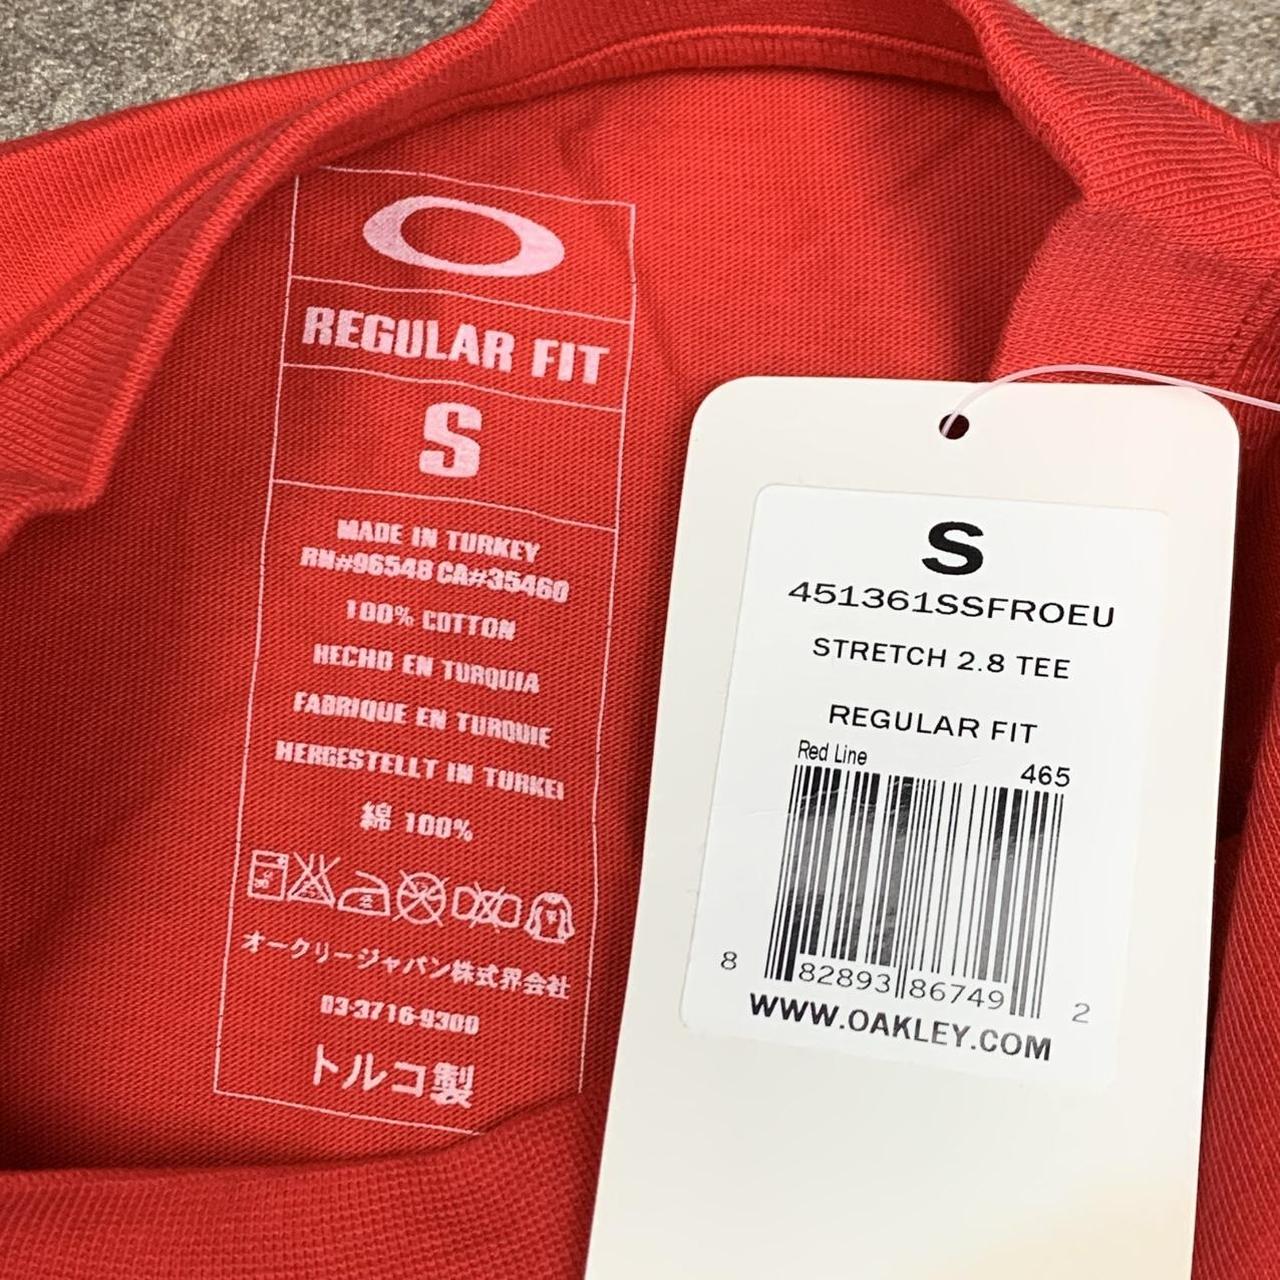 REGULAR FIT
S
MADE IN TURKEY
RN#96548 CA#35460
100% COTTON
HECHO EN TURQUIA
FABRIQUE EN TURQUIE
HERGESTELLT IN TURKEI
綿 100%
オークリージャパン株式会社
03-3716-9300
トルコ製
S
451361SSFROEU
STRETCH 2.8 TEE
REGULAR FIT
Red Line 465
8 82893 86749 2
WWW.OAKLEY.COM